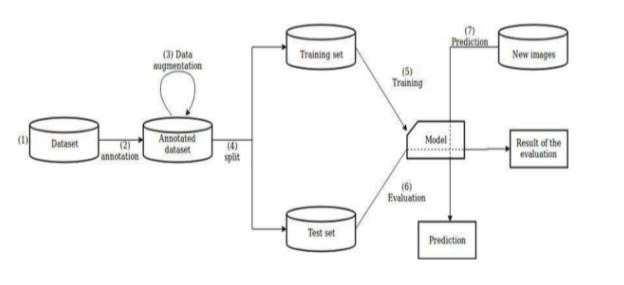 (1)
Dataset
(2)
annotation
(3) Data
augmentation
Annotated
dataset
(4)
split
Training set
Test set
(5)
Training
(6)
Evaluation
Model
(7)
Prediction
New images
Result of the
evaluation
Prediction